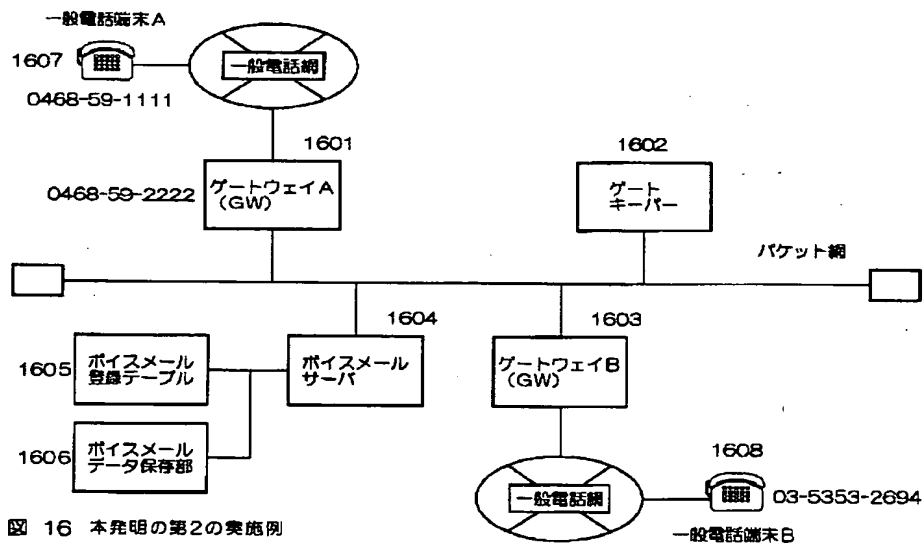 一般電話端末A
1607
一般電話網
0468-59-1111
1601
1602
0468-59-2222
ゲートウェイA
(GW)
ゲート
キーパー
パケット網
1604
1603
1605
ボイスメール
登録テーブル
ボイスメール
サーバ
ゲートウェイB
(GW)
1606
ボイスメール
データ保存部
1608
一般電話網
03-5353-2694
一般電話端末B
図 16 本発明の第2の実施例